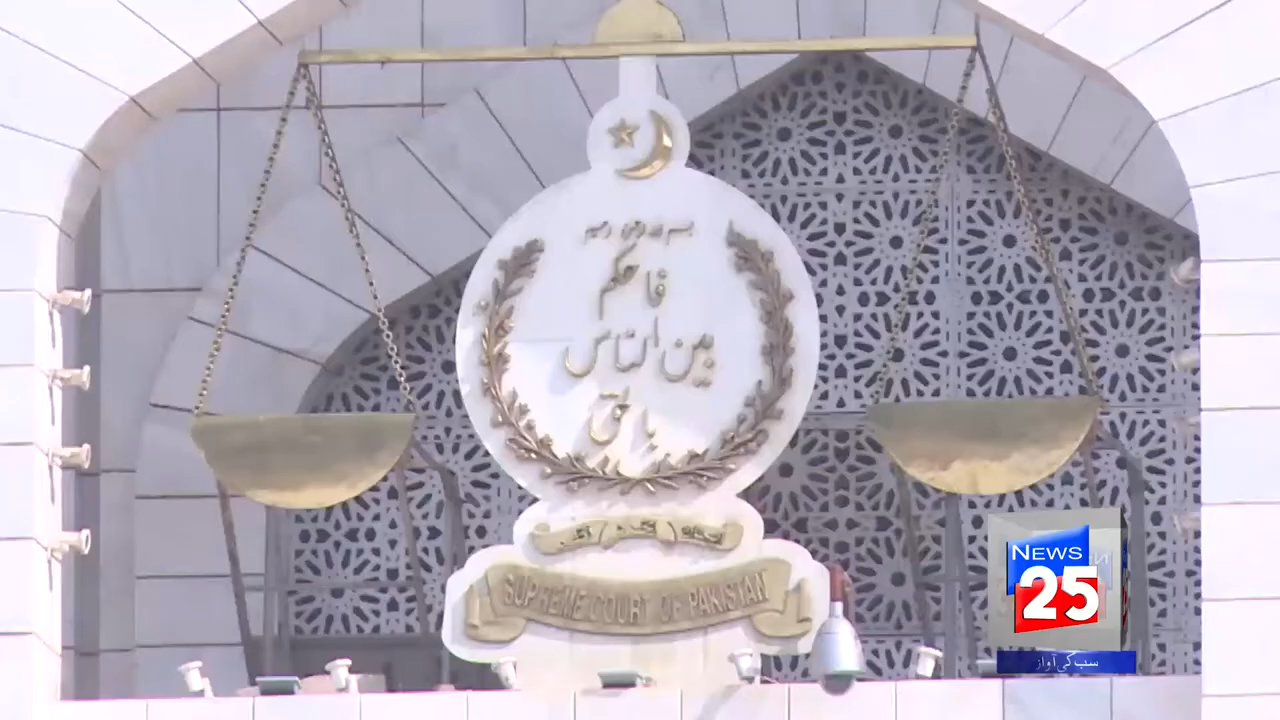 فاحکم
بین الناس
بالحق
SUPREME COURT OF PAKISTAN
NEWS
25
سب کی آواز